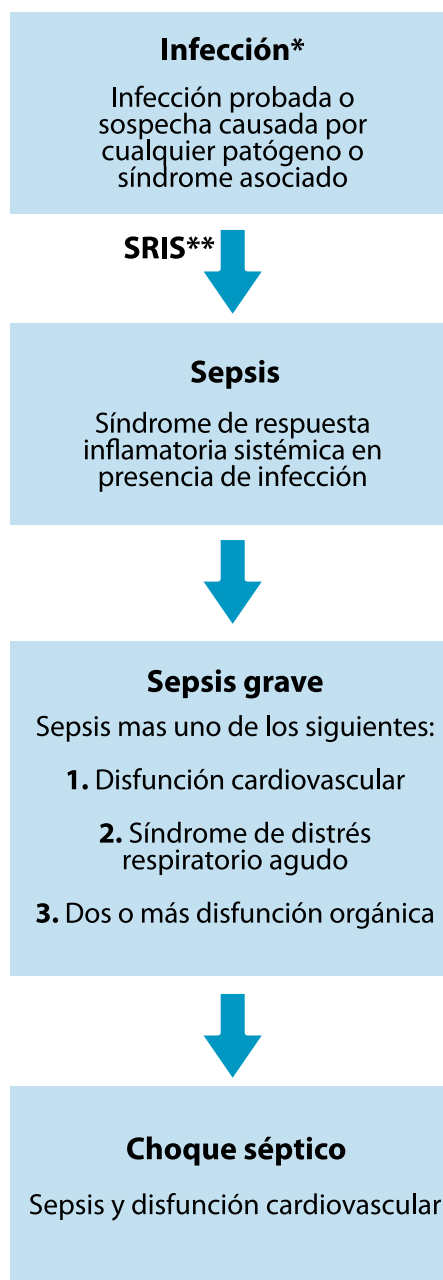 Infección*
Infección probada o
sospecha causada por
cualquier patógeno o
síndrome asociado
SRIS**
Sepsis
Síndrome de respuesta
inflamatoria sistémica en
presencia de infección
Sepsis grave
Sepsis mas uno de los siguientes:
1. Disfunción cardiovascular
2. Síndrome de distrés
respiratorio agudo
3. Dos o más disfunción orgánica
Choque séptico
Sepsis y disfunción cardiovascular